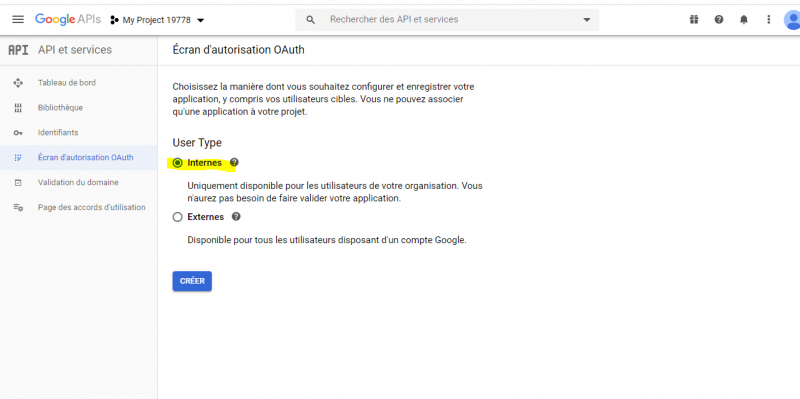 Google APIs
My Project 19778
Rechercher des API et services
API
API et services
Écran d'autorisation OAuth
Tableau de bord
Bibliothèque
Identifiants
Écran d'autorisation OAuth
Validation du domaine
Page des accords d'utilisation
Choisissez la manière dont vous souhaitez configurer et enregistrer votre
application, y compris vos utilisateurs cibles. Vous ne pouvez associer
qu'une application à votre projet.
User Type
Internes
Uniquement disponible pour les utilisateurs de votre organisation. Vous
n'aurez pas besoin de faire valider votre application.
Externes
Disponible pour tous les utilisateurs disposant d'un compte Google.
CRÉER